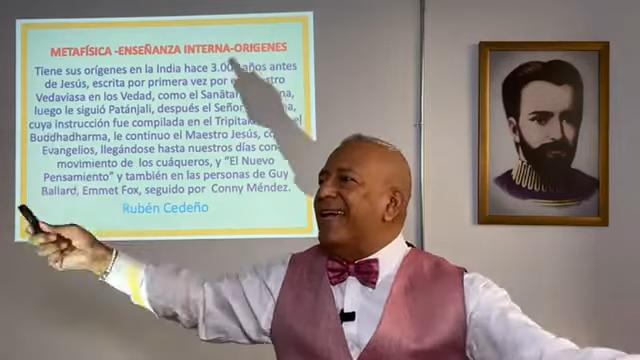 METAFÍSICA -ENSEÑANZA INTERNA-ORIGENES
Tiene sus orígenes en la India hace 3.00 años antes
de Jesús, escrita por primera vez por
Vedaviasa en los Vedad, como el
luego le siguió Patánjali, después el Señor
cuya instrucción fue compilada en el
Buddhadharma, le continuo el Maestro Jesús,
Evangelios, llegándose hasta nuestros días con
movimiento de los cuáqueros, y “El Nuevo
Pensamiento” y también en las personas de Guy
Ballard, Emmet Fox, seguido por Conny Méndez.
Rubén Cedeño